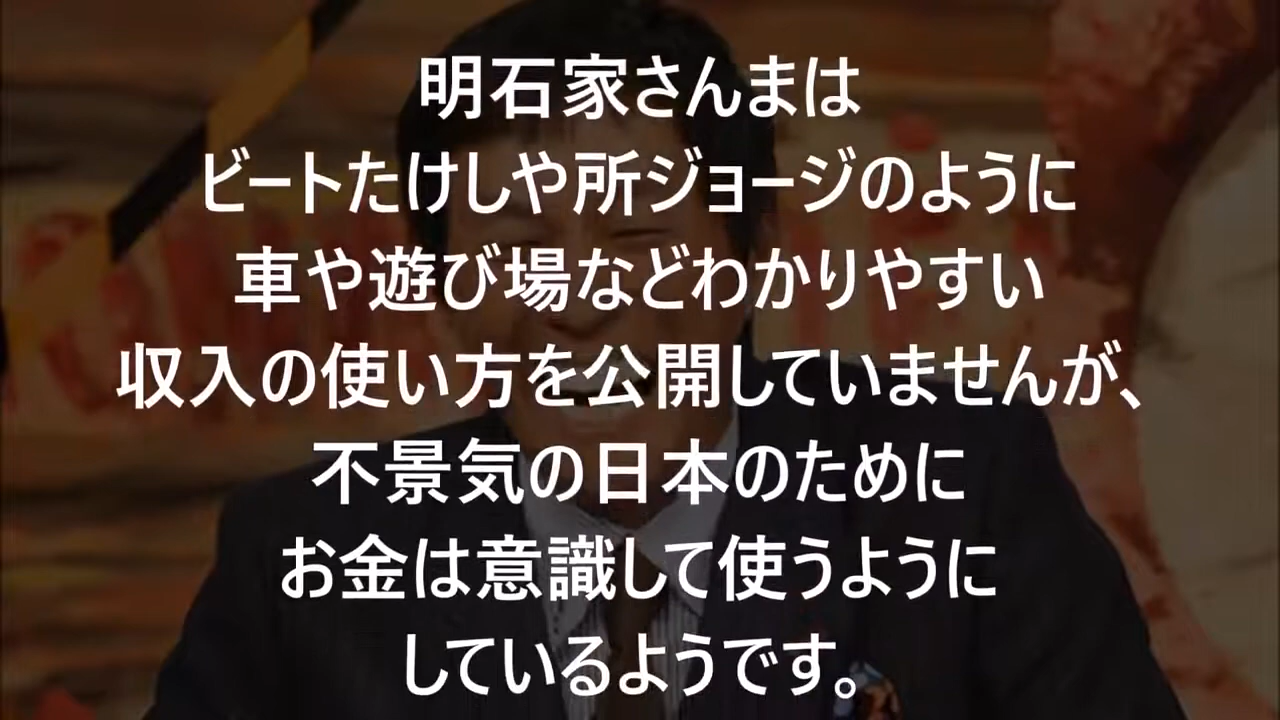 明石家さんまは
ビートたけしや所ジョージのように
車や遊び場などわかりやすい
収入の使い方を公開していませんが、
不景気の日本のために
お金は意識して使うように
しているようです。